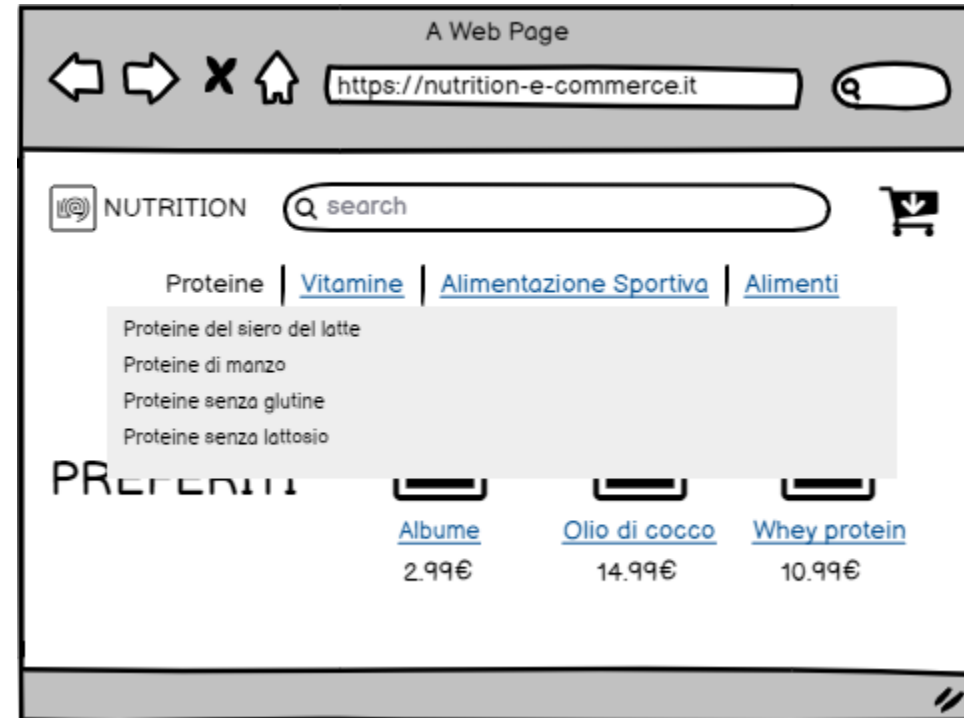 A Web Page
https://nutrition-e-commerce.it
NUTRITION search
Proteine Vitamine Alimentazione Sportiva Alimenti
Proteine del siero del latte
Proteine di manzo
Proteine senza glutine
Proteine senza lattosio
PREFERITI
Albume Olio di cocco Whey protein
2.99€ 14.99€ 10.99€